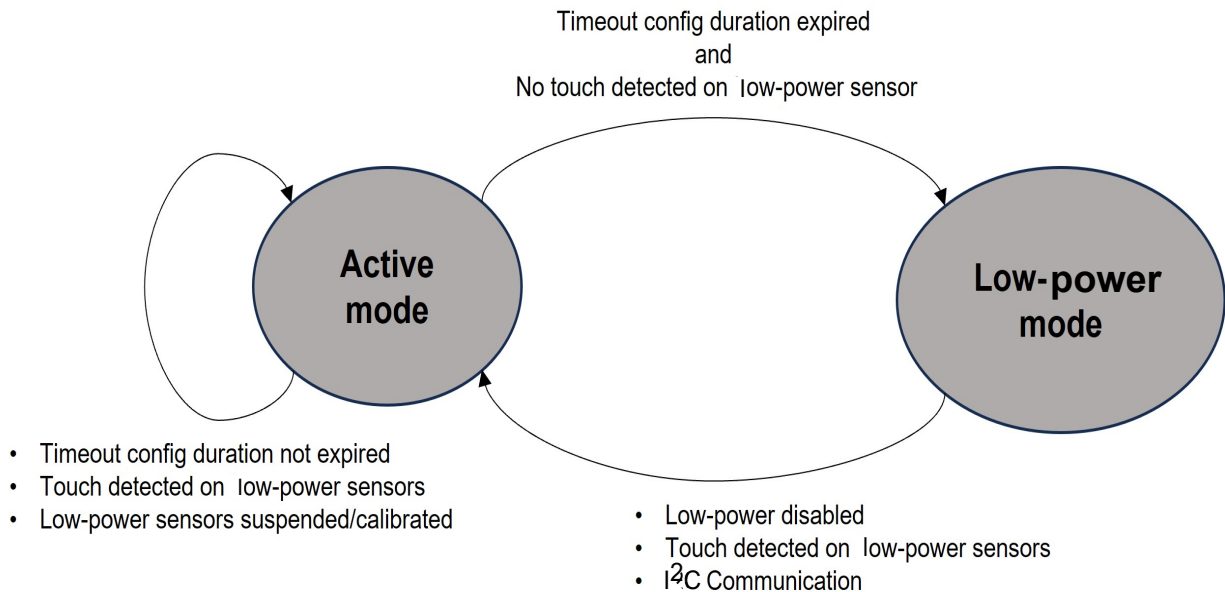 Timeout config duration expired
and
No touch detected on low-power sensor
Active
mode
Low-power
mode
• Timeout config duration not expired
• Touch detected on low-power sensors
• Low-power sensors suspended/calibrated
• Low-power disabled
• Touch detected on low-power sensors
• I²C Communication